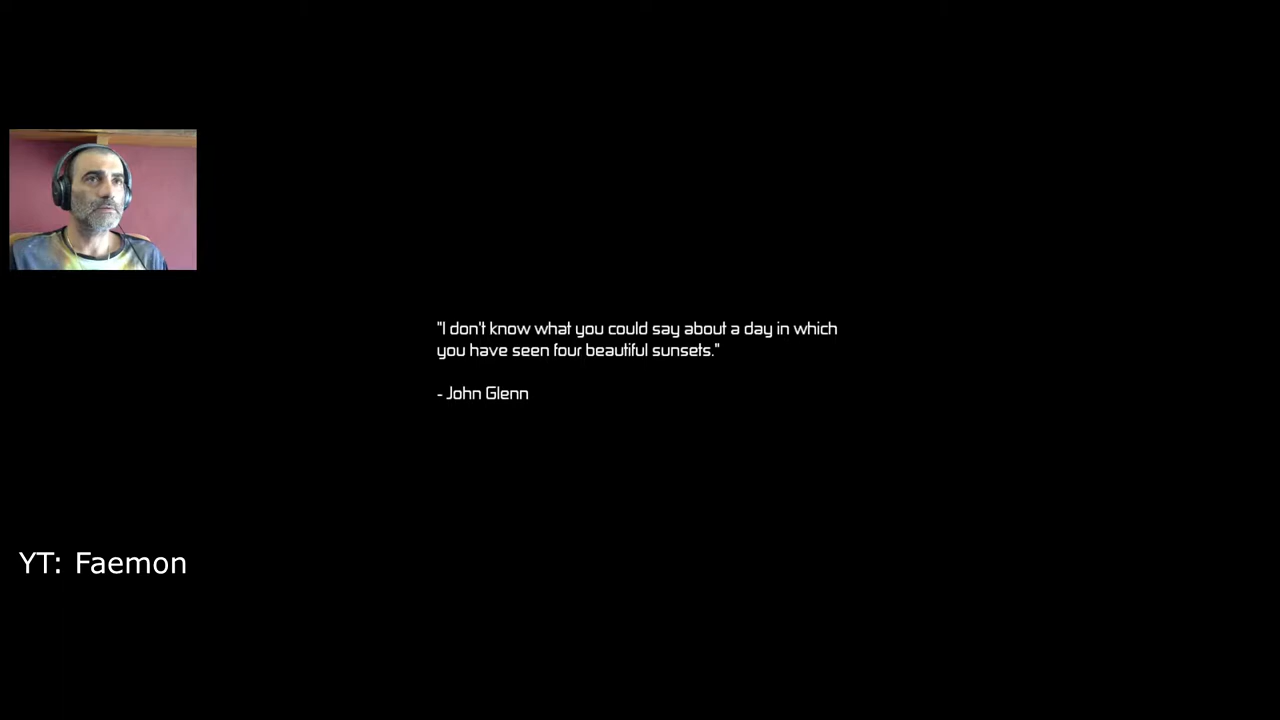 "I don't know what you could say about a day in which
you have seen four beautiful sunsets."
- John Glenn
YT: Faemon